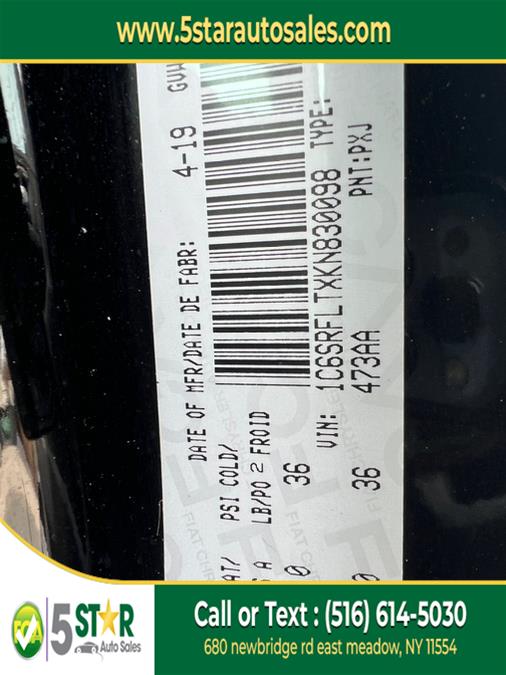 www.5starautosales.com
4-19 GVW
DATE OF MFR/DATE DE FABR:
PSI COLD/
LB/PO 2 FROID
36
VIN: 1C6SRFLTXKN830098 TYPE:
473AA PNT:PXJ
36
FIAT CHRYSLER
5 STAR
Auto Sales
Call or Text : (516) 614-5030
680 newbridge rd east meadow, NY 11554